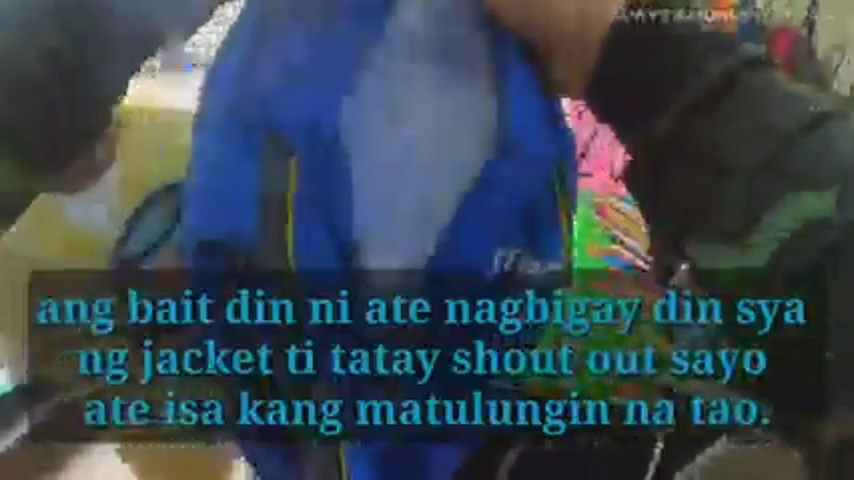 ang bait din ni ate nagbigay din sya
ng jacket ti tatay shout out sayo
ate isa kang matulungin na tao.